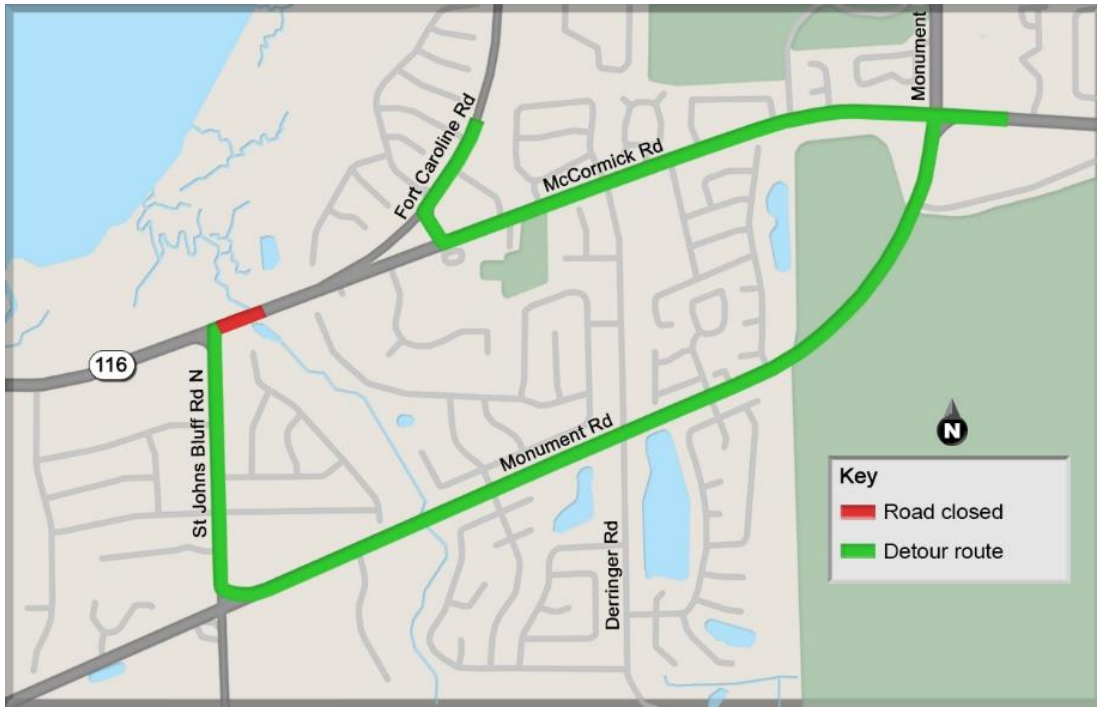 Monument
Fort Caroline Rd
McCormick Rd
116
St Johns Bluff Rd N
Monument Rd
Derringer Rd
N
Key
Road closed
Detour route